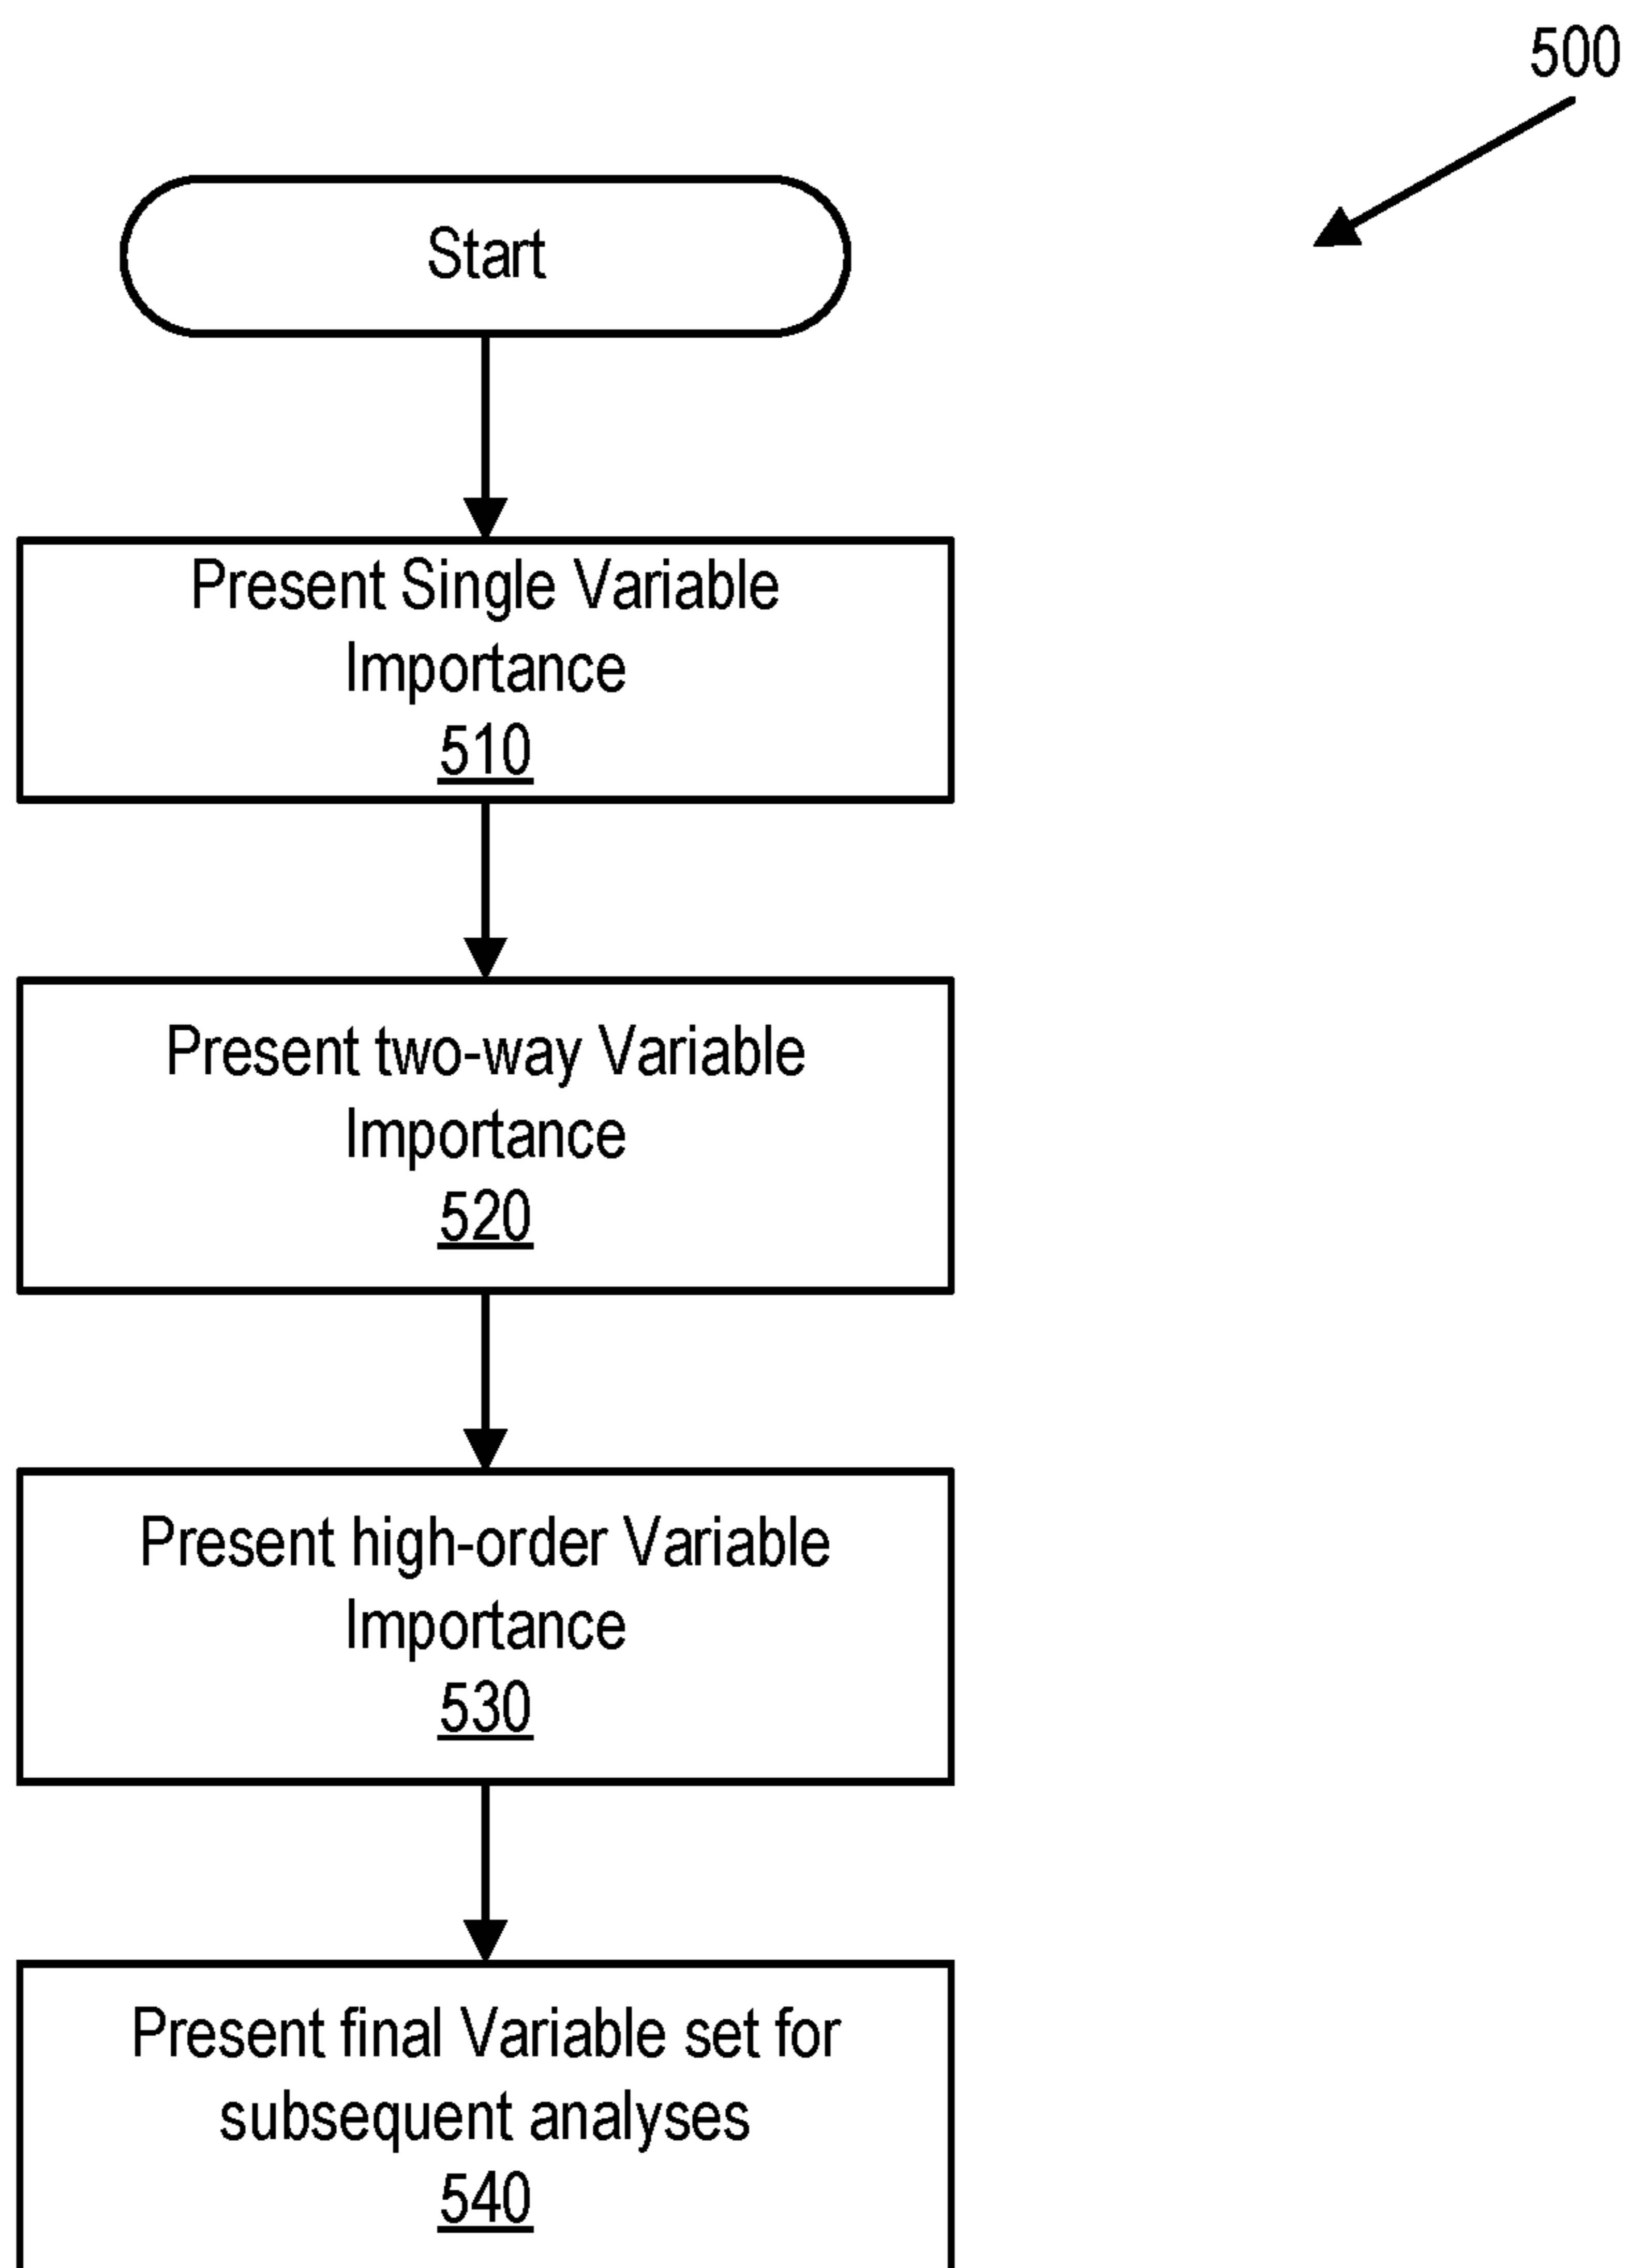 500
Start
Present Single Variable
Importance
510
Present two-way Variable
Importance
520
Present high-order Variable
Importance
530
Present final Variable set for
subsequent analyses
540